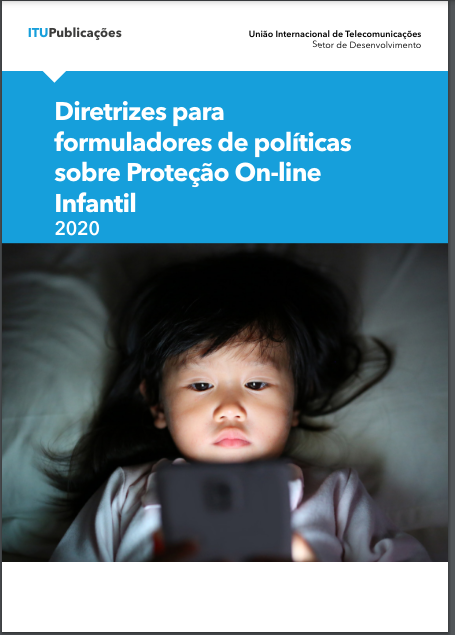 ITUPublicações
União Internacional de Telecomunicações
Setor de Desenvolvimento
Diretrizes para
formuladores de políticas
sobre Proteção On-line
Infantil
2020